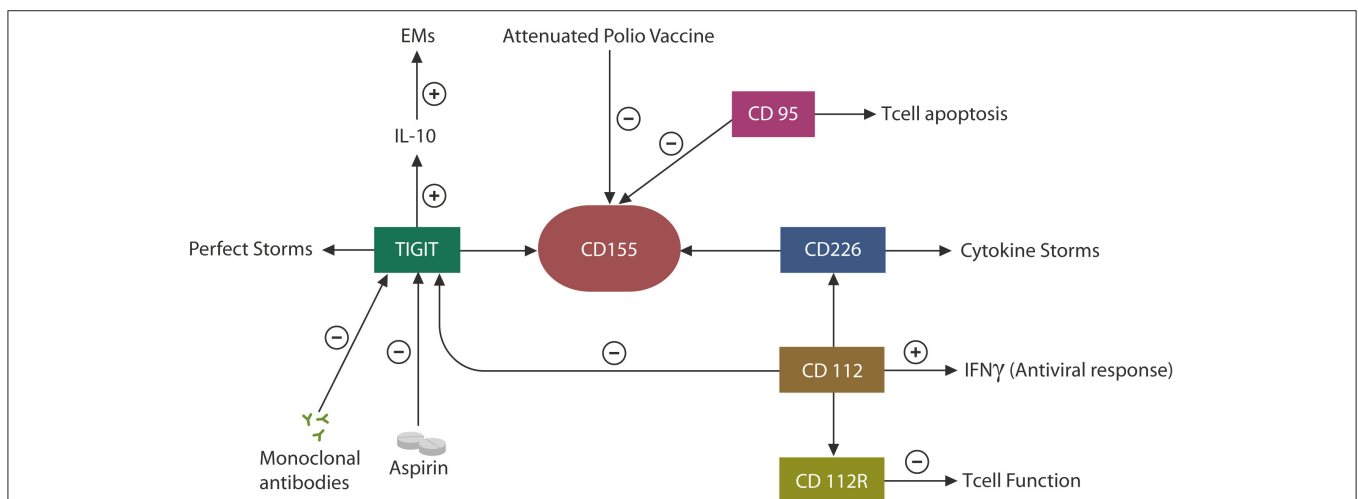 EMs
Attenuated Polio Vaccine
+
−
CD 95
Tcell apoptosis
−
IL-10
+
Perfect Storms
TIGIT
CD155
CD226
Cytokine Storms
−
−
−
CD 112
+
IFNγ (Antiviral response)
Monoclonal
antibodies
Aspirin
CD 112R
−
Tcell Function